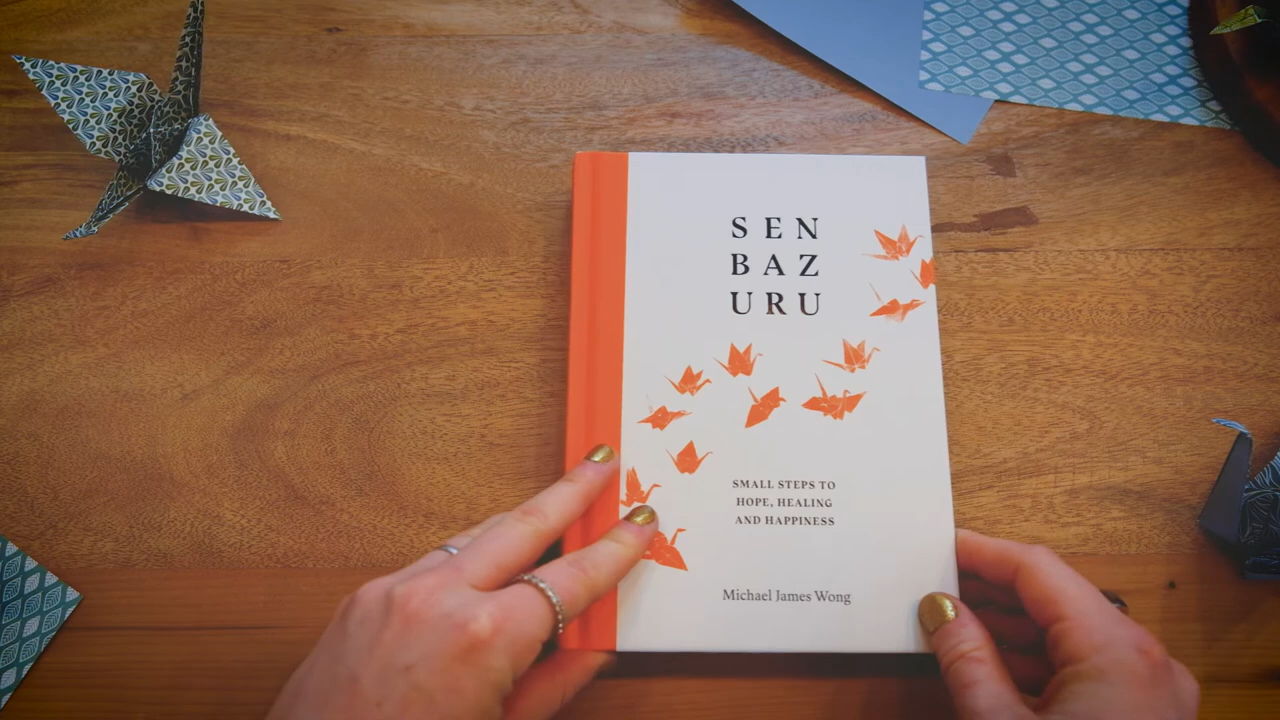 SEN
BAZ
URU
SMALL STEPS TO
HOPE, HEALING
AND HAPPINESS
Michael James Wong